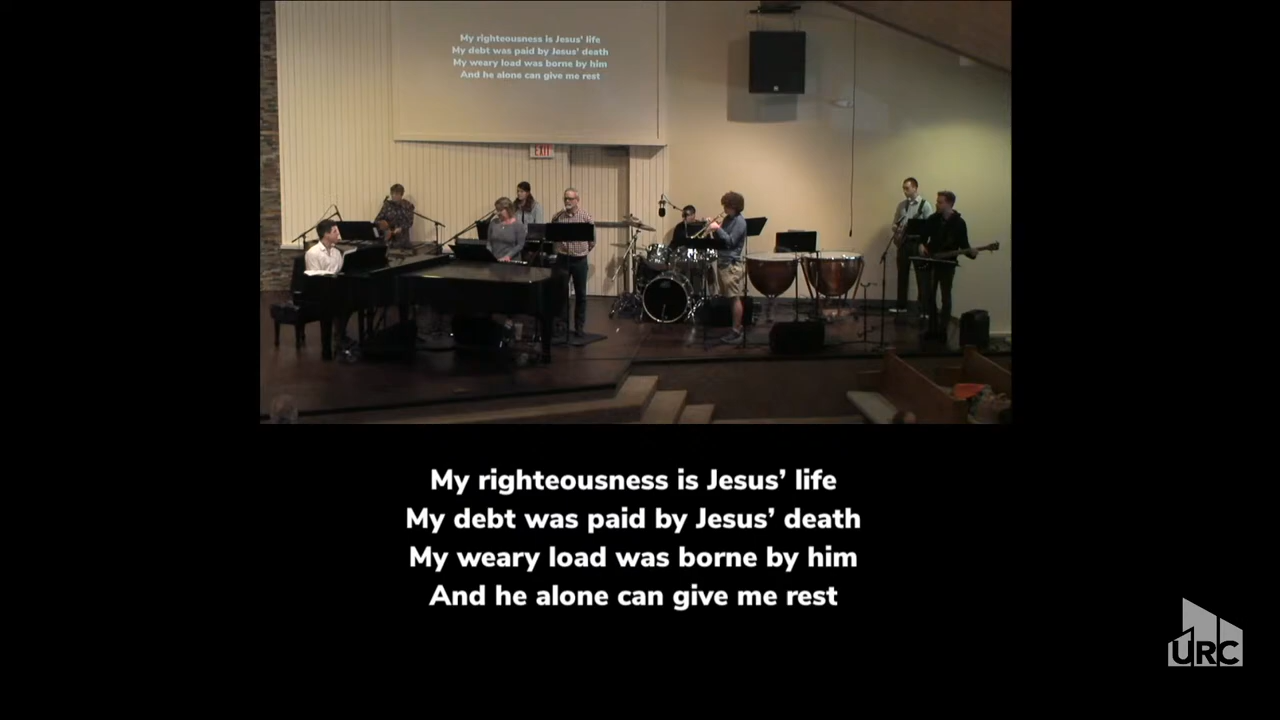 My righteousness is Jesus' life
My debt was paid by Jesus' death
My weary load was borne by him
And he alone can give me rest
EXIT
My righteousness is Jesus' life
My debt was paid by Jesus' death
My weary load was borne by him
And he alone can give me rest
URC